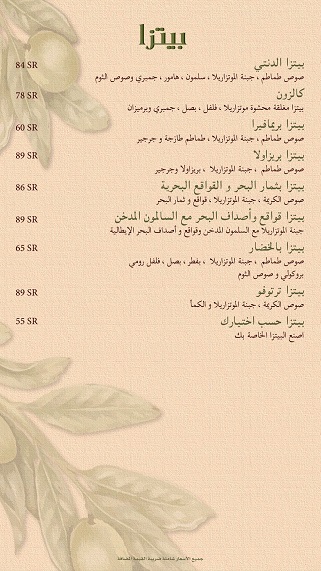 بيتزا
بيتزا الدنتي 84 SR
صوص طماطم ، جبنة الموتزاريلا ، سلمون ، هامور ، جمبري وصوص الثوم
كالزون 78 SR
بيتزا مغلقة محشوة موتزاريلا ، فلفل ، بصل ، جمبري وبرميزان
بيتزا بريمافيرا 60 SR
صوص طماطم ، جبنة الموتزاريلا ، طماطم طازجة و جرجير
بيتزا بريزاولا 89 SR
صوص طماطم ، جبنة الموتزاريلا ، بريزاولا وجرجير
بيتزا بثمار البحر و القواقع البحرية 86 SR
صوص الكريمة ، جبنة الموتزاريلا ، قواقع و ثمار البحر
بيتزا قواقع وأصداف البحر مع السالمون المدخن 89 SR
جبنة الموتزاريلا مع السلمون المدخن وقواقع و أصداف البحر الإيطالية
بيتزا بالخضار 65 SR
صوص طماطم ، جبنة الموتزاريلا ، بفطر ، بصل ، فلفل رومي
بروكولي و صوص الثوم
بيتزا ترتوفو 89 SR
صوص الكريمة ، جبنة الموتزاريلا و الكمأ
بيتزا حسب اختيارك 55 SR
اصنع البيتزا الخاصة بك
جميع الأسعار شاملة ضريبة القيمة المضافة